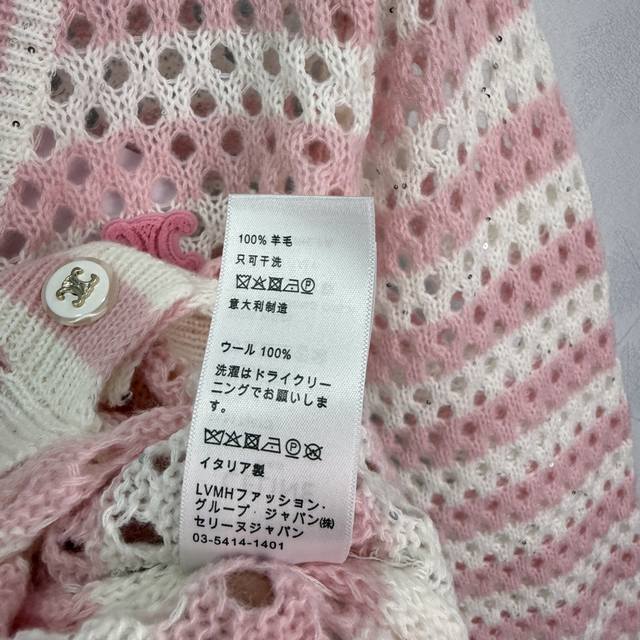 100% 羊毛
只可干洗
意大利制造
ウール 100%
洗濯はドライクリー
ニングでお願いしま
す。
イタリア製
LVMHファッション・
グループ・ジャパン㈱
セリーヌジャパン
03-5414-1401